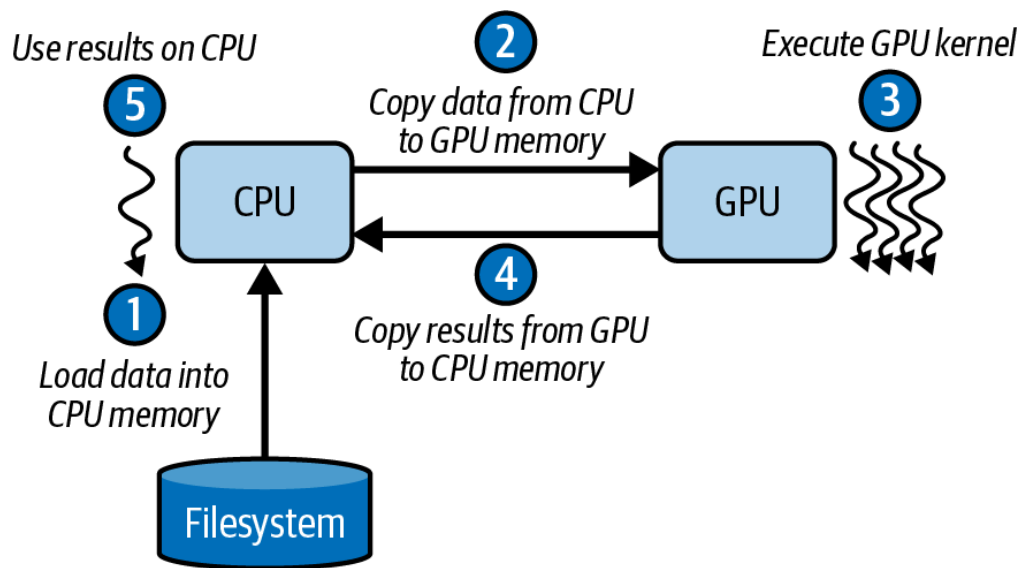 Use results on CPU
5
2
Copy data from CPU
to GPU memory
Execute GPU kernel
3
CPU
GPU
1
Load data into
CPU memory
4
Copy results from GPU
to CPU memory
Filesystem